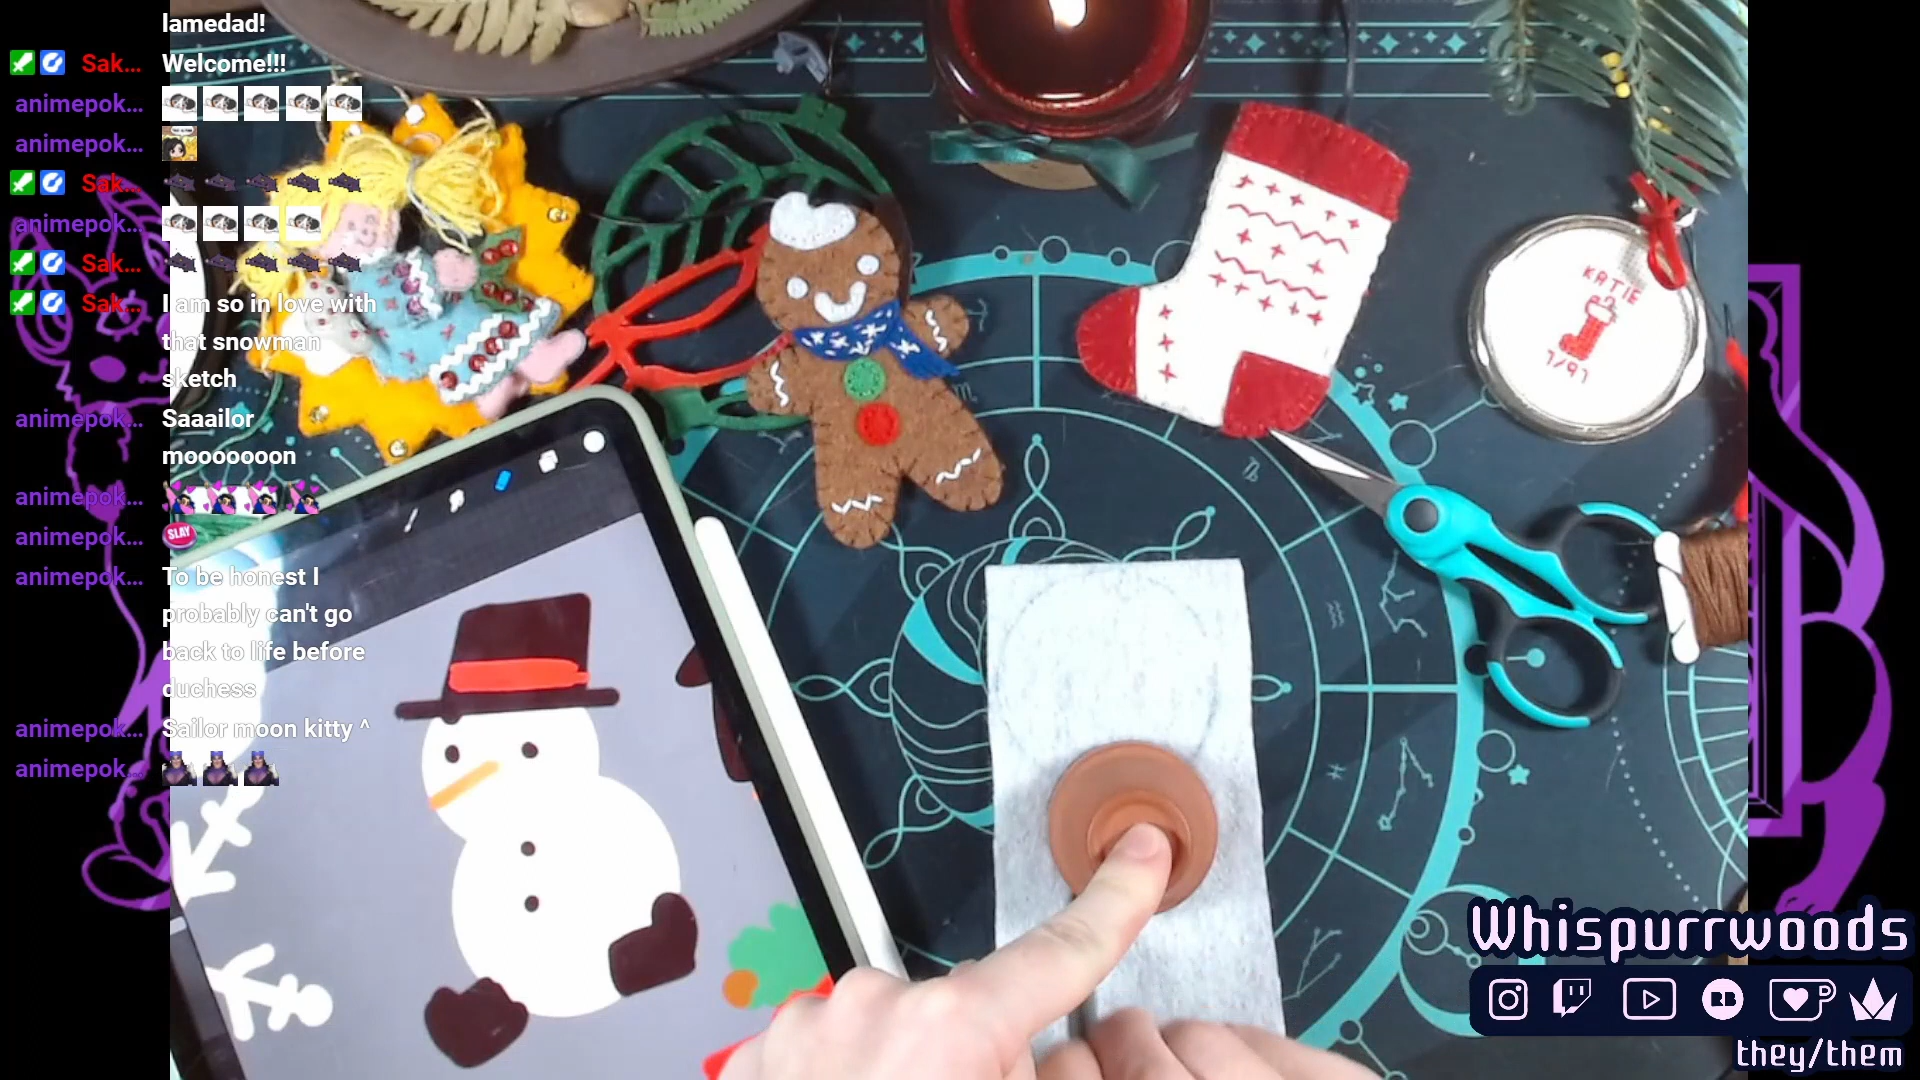 lamedad!
Sak... Welcome!!!
animepok...
animepok...
Sak...
animepok...
Sak...
Sak... I am so in love with
that snowman
sketch
animepok... Saaailor
mooooooon
animepok...
animepok... SLAY
animepok... To be honest I
probably can't go
back to life before
duchess
animepok... Sailor moon kitty ^
animepok...
KATIE
1/97
Whispurrwoods
RB
they/them